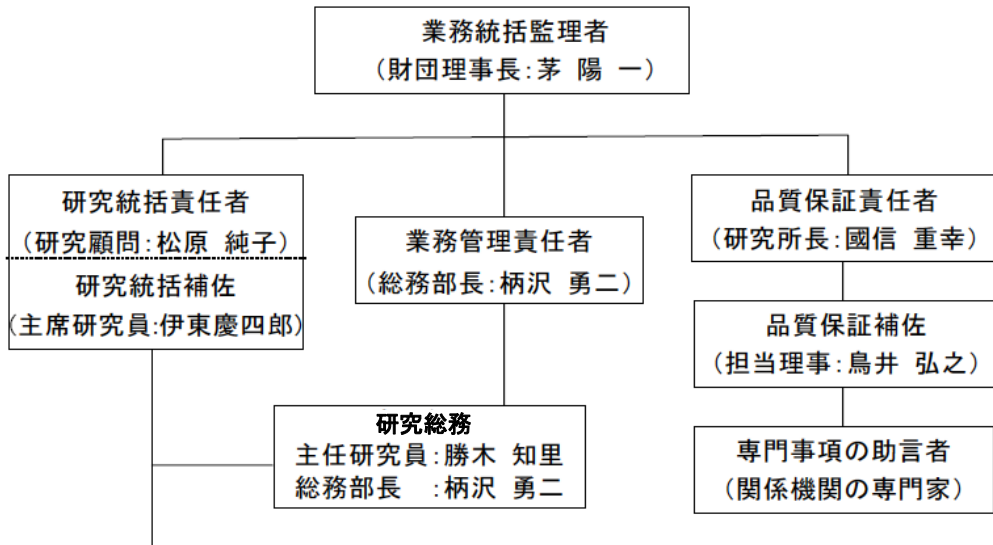 業務統括監理者
(財団理事長:茅 陽 一)
研究統括責任者
(研究顧問:松原 純子)
研究統括補佐
(主席研究員:伊東慶四郎)
業務管理責任者
(総務部長:柄沢 勇二)
研究総務
主任研究員:勝木 知里
総務部長 :柄沢 勇二
品質保証責任者
(研究所長:國信 重幸)
品質保証補佐
(担当理事:鳥井 弘之)
専門事項の助言者
(関係機関の専門家)